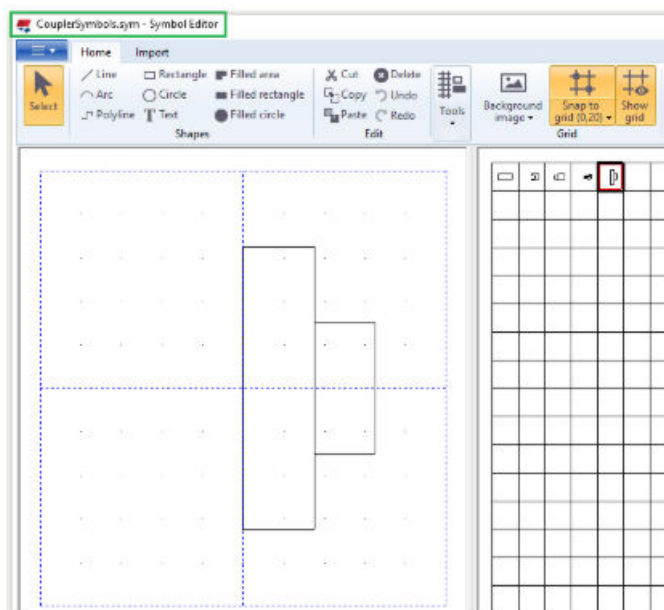 CouplerSymbols.sym - Symbol Editor
Home Import
Select
Line Rectangle Filled area
Arc Circle Filled rectangle
Polyline Text Filled circle
Shapes
Cut Delete
Copy Undo
Paste Redo
Edit
Tools
Background
image
Snap to
grid (0,20)
Show
grid
Grid